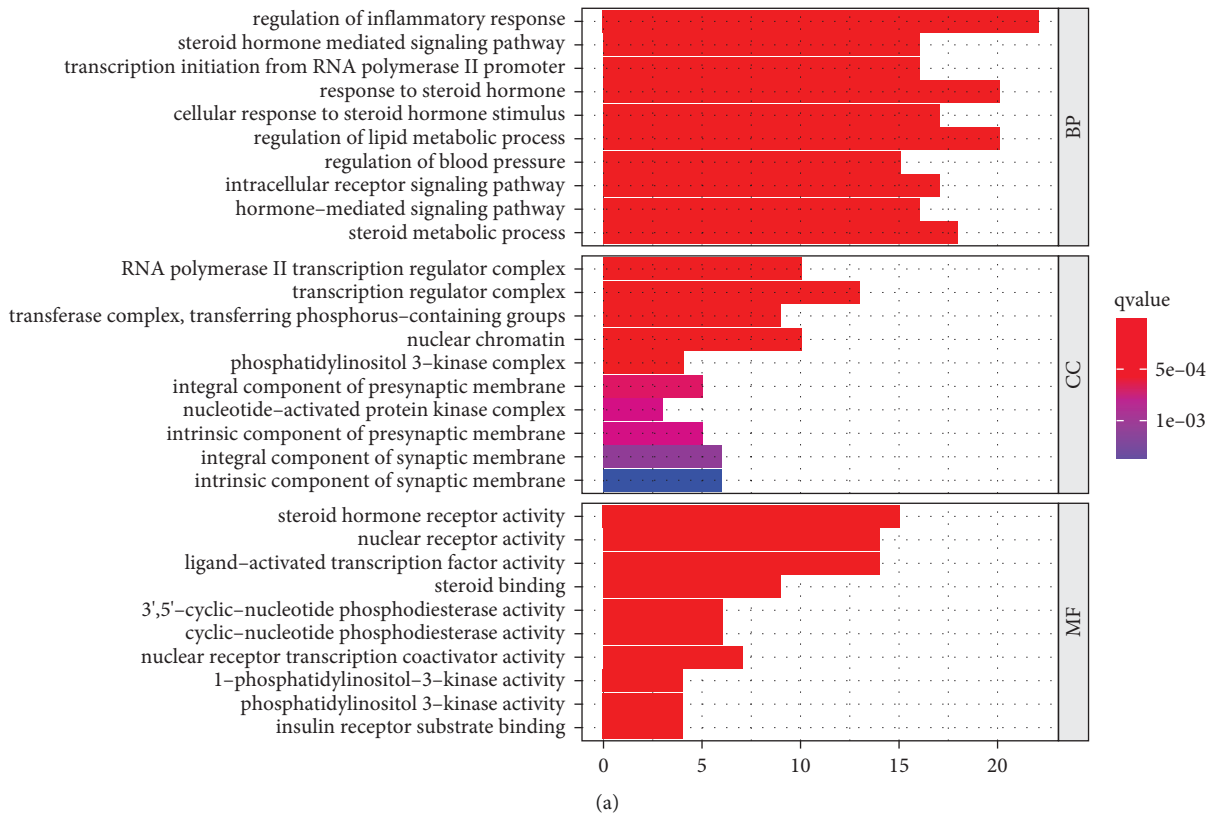 regulation of inflammatory response
steroid hormone mediated signaling pathway
transcription initiation from RNA polymerase II promoter
response to steroid hormone
cellular response to steroid hormone stimulus
regulation of lipid metabolic process
regulation of blood pressure
intracellular receptor signaling pathway
hormone–mediated signaling pathway
steroid metabolic process
BP
RNA polymerase II transcription regulator complex
transcription regulator complex
transferase complex, transferring phosphorus–containing groups
nuclear chromatin
phosphatidylinositol 3–kinase complex
integral component of presynaptic membrane
nucleotide–activated protein kinase complex
intrinsic component of presynaptic membrane
integral component of synaptic membrane
intrinsic component of synaptic membrane
CC
steroid hormone receptor activity
nuclear receptor activity
ligand–activated transcription factor activity
steroid binding
3',5'–cyclic–nucleotide phosphodiesterase activity
cyclic–nucleotide phosphodiesterase activity
nuclear receptor transcription coactivator activity
1–phosphatidylinositol–3–kinase activity
phosphatidylinositol 3–kinase activity
insulin receptor substrate binding
MF
0 5 10 15 20
qvalue
5e–04
1e–03
(a)